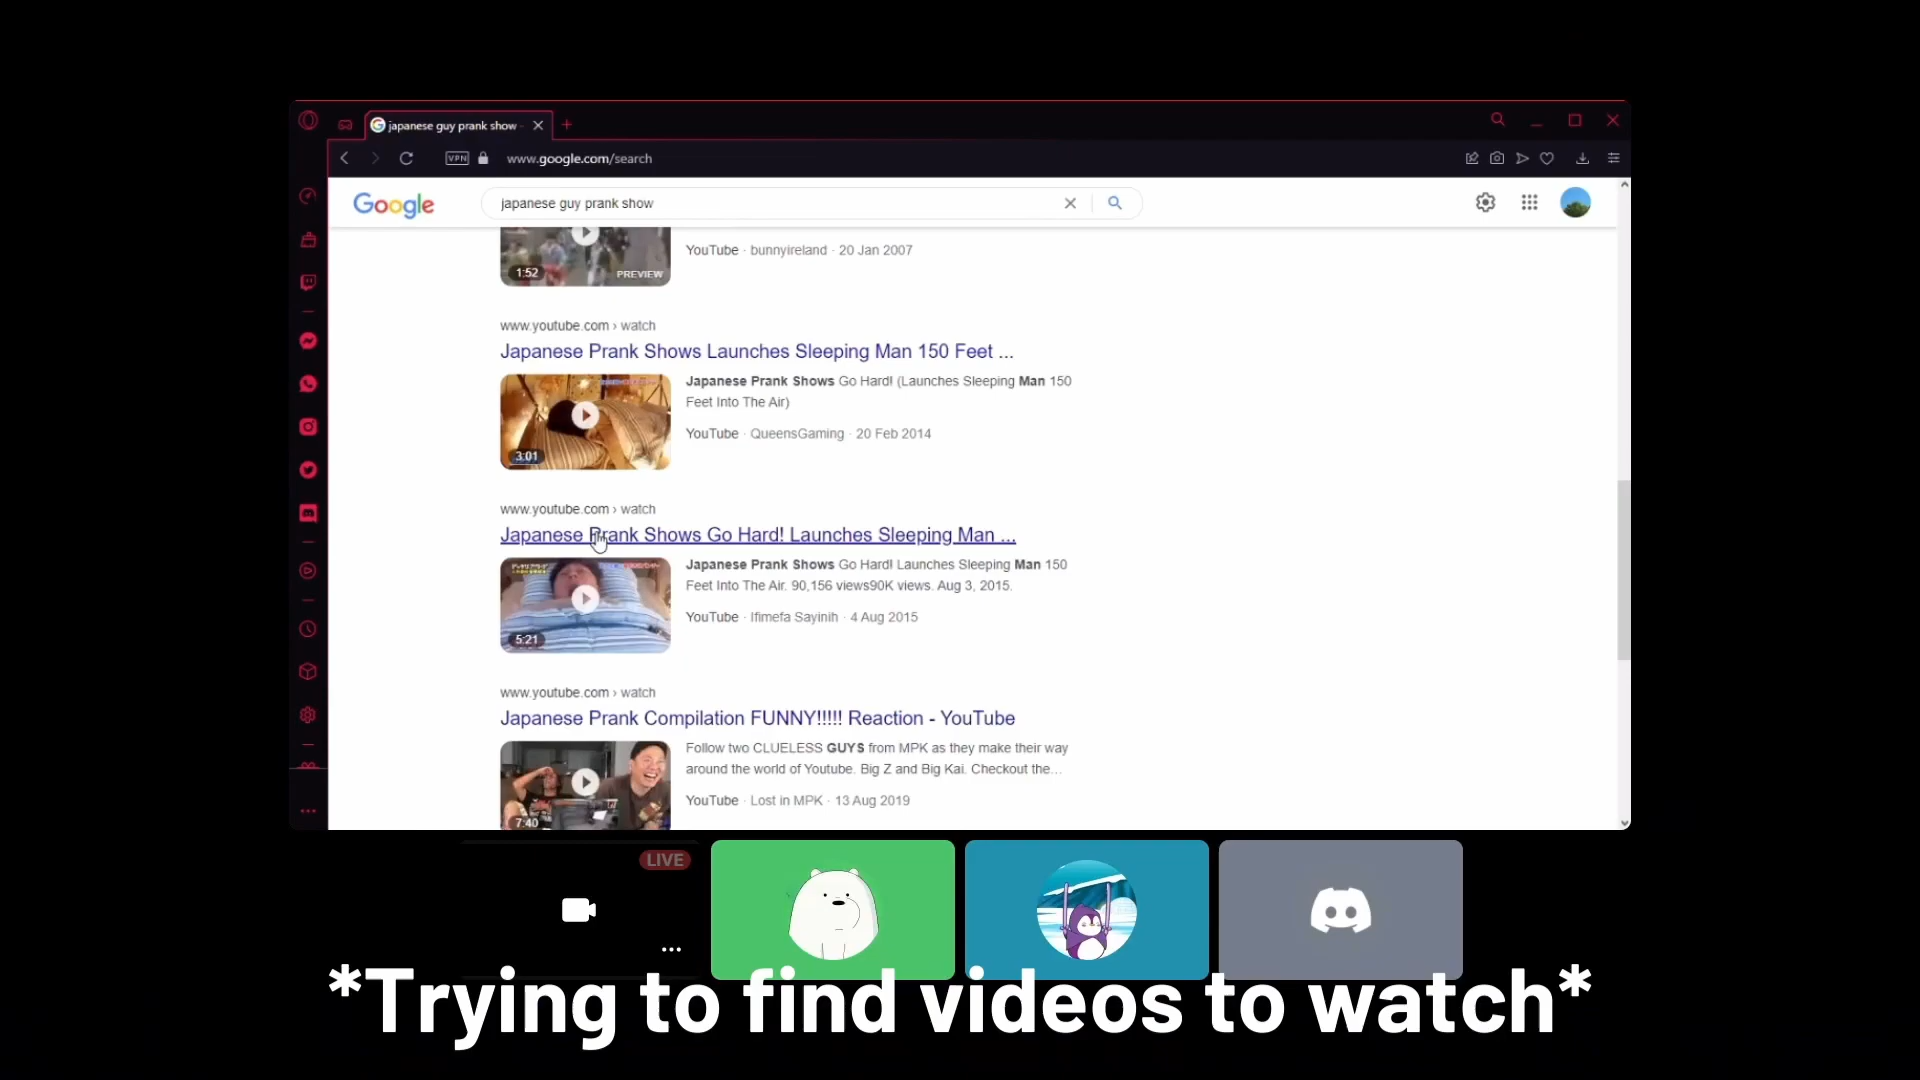 japanese guy prank show -
VPN
www.google.com/search
Google
japanese guy prank show
1:52
PREVIEW
YouTube · bunnyireland · 20 Jan 2007
www.youtube.com › watch
Japanese Prank Shows Launches Sleeping Man 150 Feet ...
3:01
Japanese Prank Shows Go Hard! (Launches Sleeping Man 150
Feet Into The Air)
YouTube · QueensGaming · 20 Feb 2014
www.youtube.com › watch
Japanese Prank Shows Go Hard! Launches Sleeping Man ...
5:21
Japanese Prank Shows Go Hard! Launches Sleeping Man 150
Feet Into The Air. 90,156 views90K views. Aug 3, 2015.
YouTube · Ifimefa Sayinih · 4 Aug 2015
www.youtube.com › watch
Japanese Prank Compilation FUNNY!!!!! Reaction - YouTube
7:40
Follow two CLUELESS GUYS from MPK as they make their way
around the world of Youtube. Big Z and Big Kai. Checkout the...
YouTube · Lost in MPK · 13 Aug 2019
LIVE
*Trying to find videos to watch*